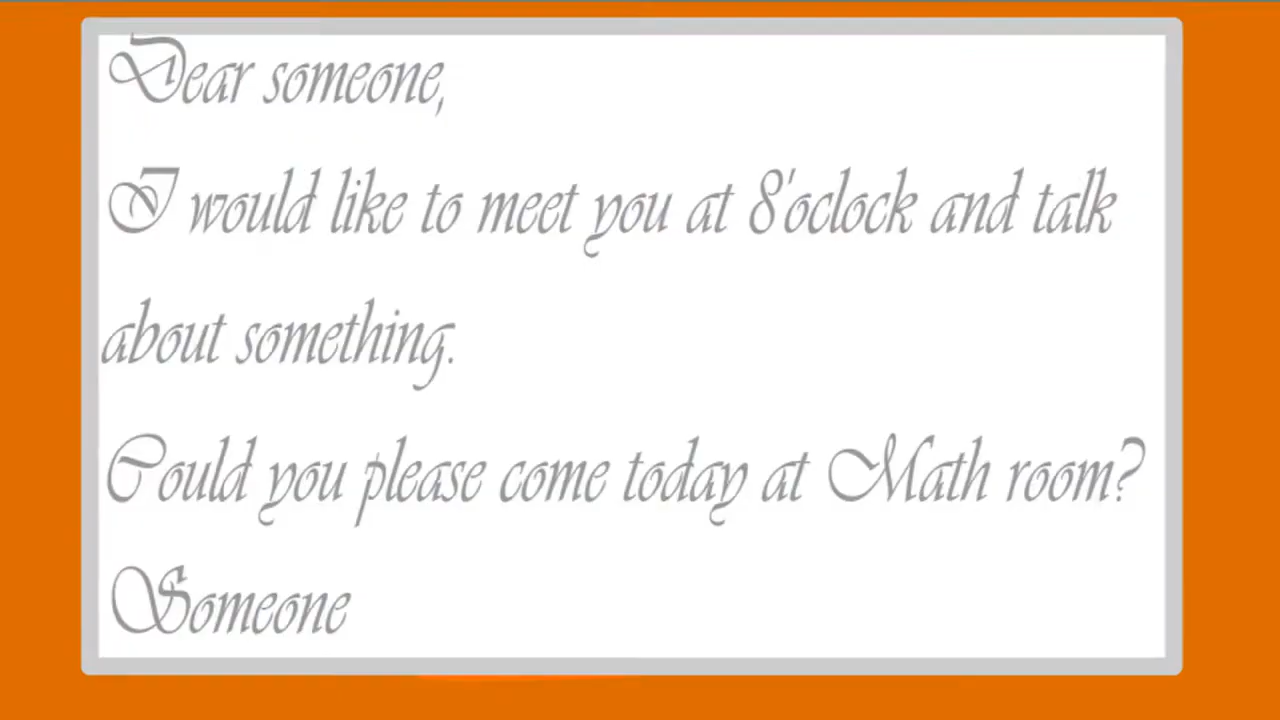 Dear someone,
I would like to meet you at 8'oclock and talk
about something.
Could you please come today at Math room?
Someone